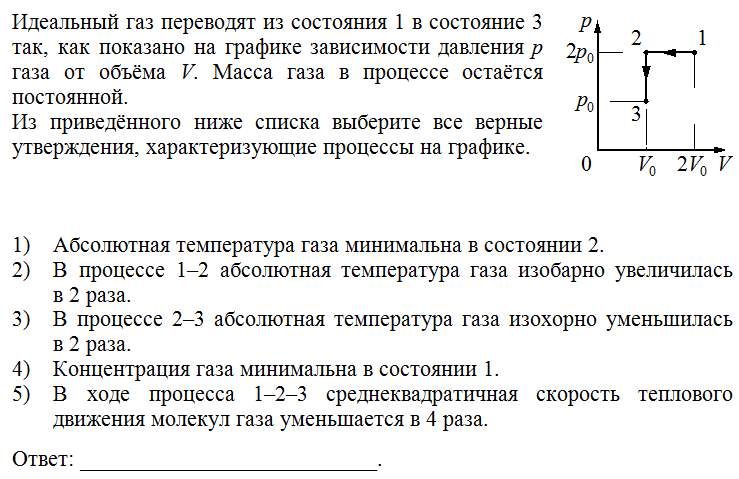 Идеальный газ переводят из состояния 1 в состояние 3
так, как показано на графике зависимости давления p
газа от объёма V. Масса газа в процессе остаётся
постоянной.
Из приведённого ниже списка выберите все верные
утверждения, характеризующие процессы на графике.
p
2 1
2p₀
p₀
3
0 V₀ 2V₀ V
1) Абсолютная температура газа минимальна в состоянии 2.
2) В процессе 1–2 абсолютная температура газа изобарно увеличилась
в 2 раза.
3) В процессе 2–3 абсолютная температура газа изохорно уменьшилась
в 2 раза.
4) Концентрация газа минимальна в состоянии 1.
5) В ходе процесса 1–2–3 среднеквадратичная скорость теплового
движения молекул газа уменьшается в 4 раза.
Ответ: ___________________________.